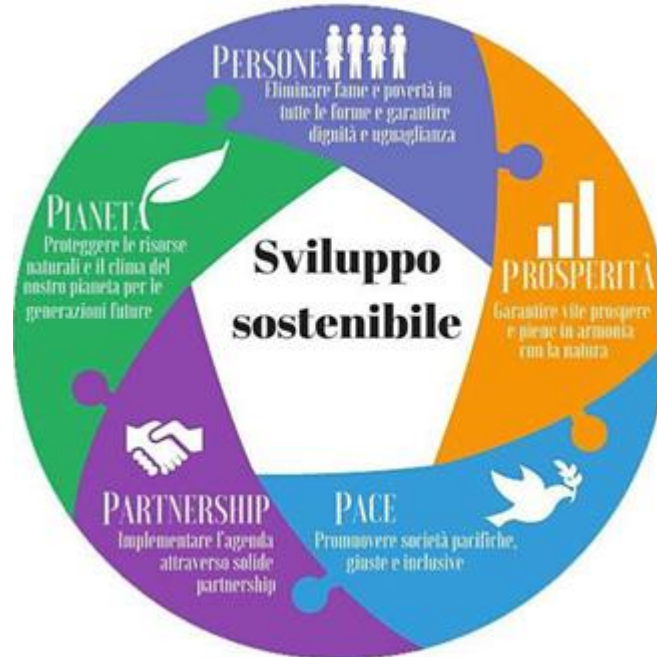 PERSONE
Eliminare fame e povertà in
tutte le forme e garantire
dignità e uguaglianza
PROSPERITÀ
Garantire vite prospere
e piene in armonia
con la natura
PACE
Promuovere società pacifiche,
giuste e inclusive
PARTNERSHIP
Implementare l'agenda
attraverso solide
partnership
PIANETA
Proteggere le risorse
naturali e il clima del
nostro pianeta per le
generazioni future
Sviluppo
sostenibile